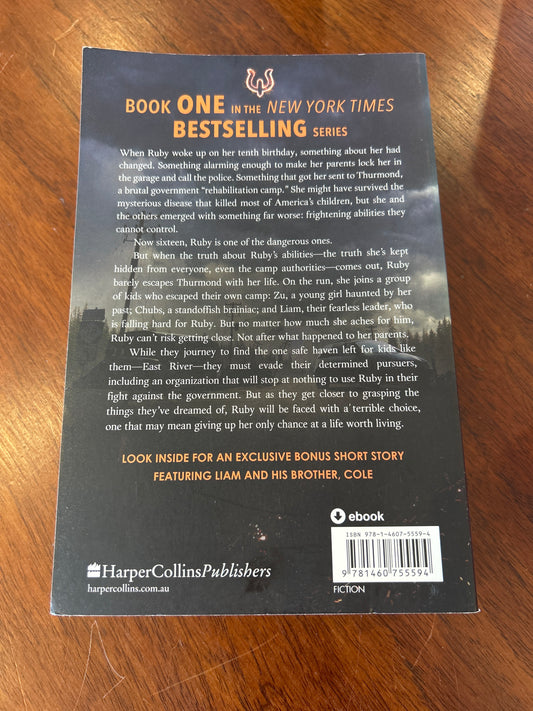 BOOK ONE IN THE NEW YORK TIMES
BESTSELLING SERIES
When Ruby woke up on her tenth birthday, something about her had
changed. Something alarming enough to make her parents lock her in
the garage and call the police. Something that got her sent to Thurmond,
a brutal government “rehabilitation camp.” She might have survived the
mysterious disease that killed most of America’s children, but she and
the others emerged with something far worse: frightening abilities they
cannot control.
Now sixteen, Ruby is one of the dangerous ones.
But when the truth about Ruby’s abilities—the truth she’s kept
hidden from everyone, even the camp authorities—comes out, Ruby
barely escapes Thurmond with her life. On the run, she joins a group
of kids who escaped their own camp: Zu, a young girl haunted by her
past; Chubs, a standoffish brainiac; and Liam, their fearless leader, who
is falling hard for Ruby. But no matter how much she aches for him,
Ruby can’t risk getting close. Not after what happened to her parents.
While they journey to find the one safe haven left for kids like
them—East River—they must evade their determined pursuers,
including an organization that will stop at nothing to use Ruby in their
fight against the government. But as they get closer to grasping the
things they’ve dreamed of, Ruby will be faced with a terrible choice,
one that may mean giving up her only chance at a life worth living.
LOOK INSIDE FOR AN EXCLUSIVE BONUS SHORT STORY
FEATURING LIAM AND HIS BROTHER, COLE
ebook
ISBN 978-1-4607-5559-4
9 781460 755594
FICTION
HarperCollinsPublishers
harpercollins.com.au